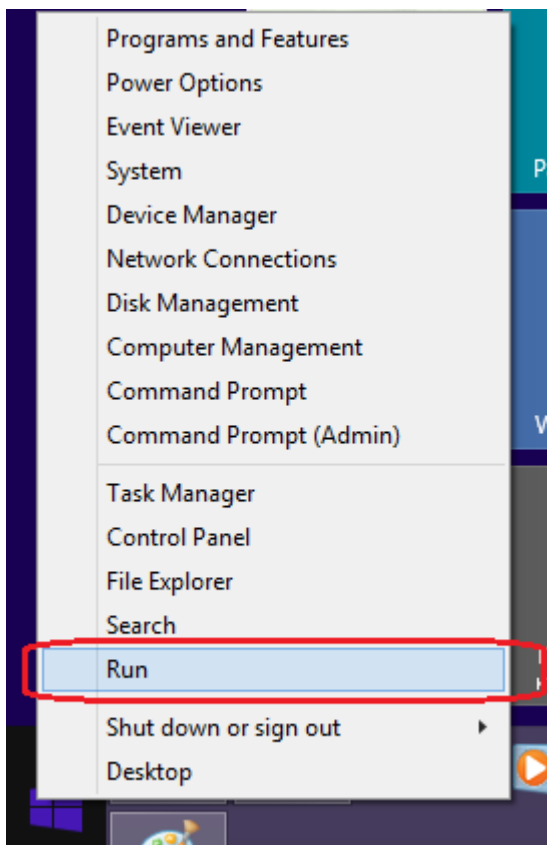 Programs and Features
Power Options
Event Viewer
System
Device Manager
Network Connections
Disk Management
Computer Management
Command Prompt
Command Prompt (Admin)
Task Manager
Control Panel
File Explorer
Search
Run
Shut down or sign out
Desktop